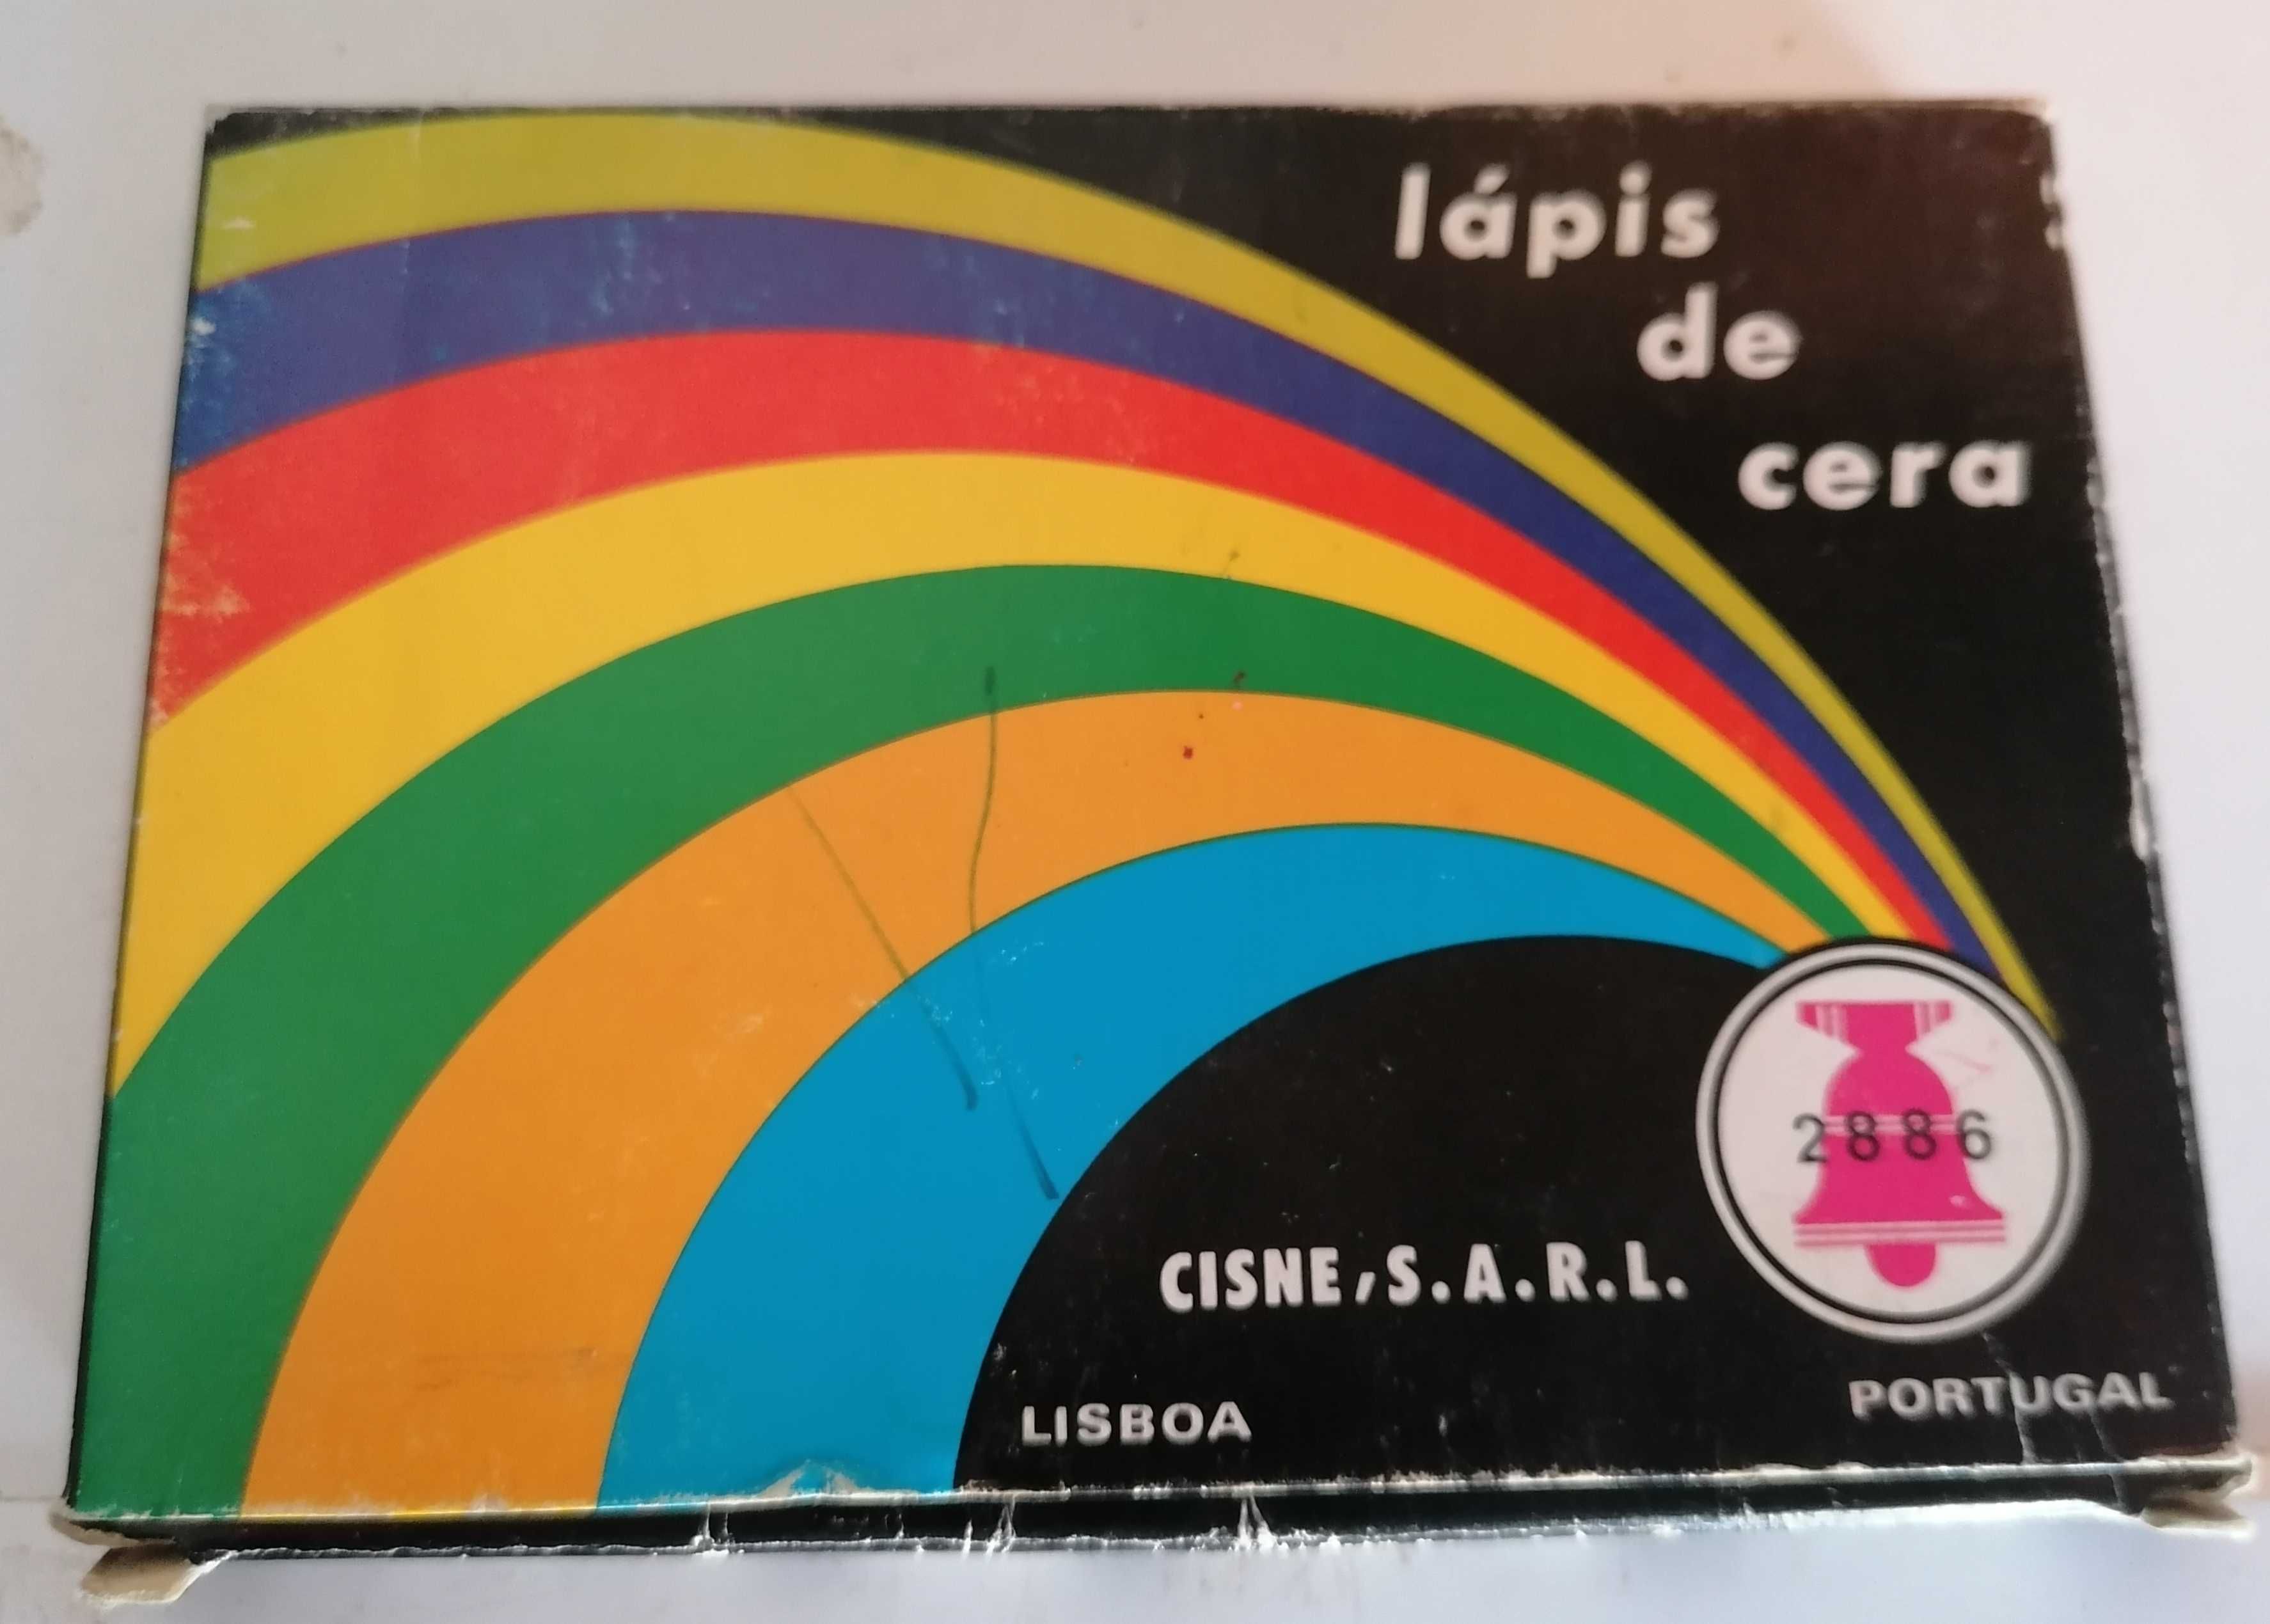 lápis
de
cera
2886
CISNE, S.A.R.L.
LISBOA
PORTUGAL